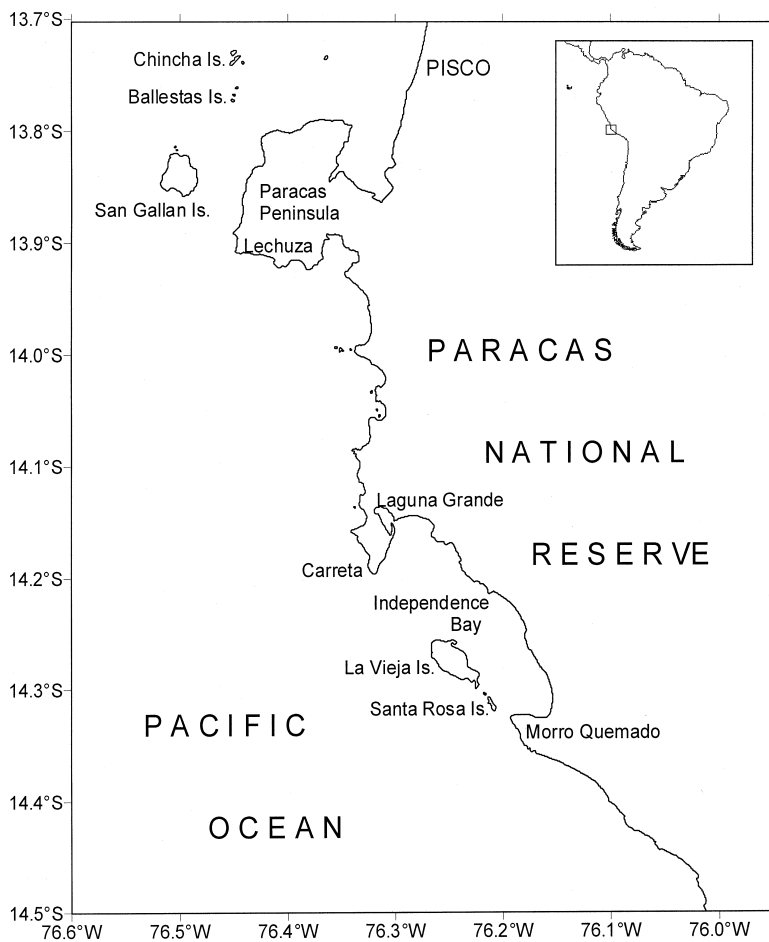 13.7°S
Chincha Is.
PISCO
Ballestas Is.
13.8°S
Paracas
Peninsula
San Gallan Is.
13.9°S
Lechuza
14.0°S
PARACAS
NATIONAL
14.1°S
Laguna Grande
RESERVE
Carreta
14.2°S
Independence
Bay
La Vieja Is.
14.3°S
Santa Rosa Is.
PACIFIC
Morro Quemado
14.4°S
OCEAN
14.5°S
76.6°W 76.5°W 76.4°W 76.3°W 76.2°W 76.1°W 76.0°W